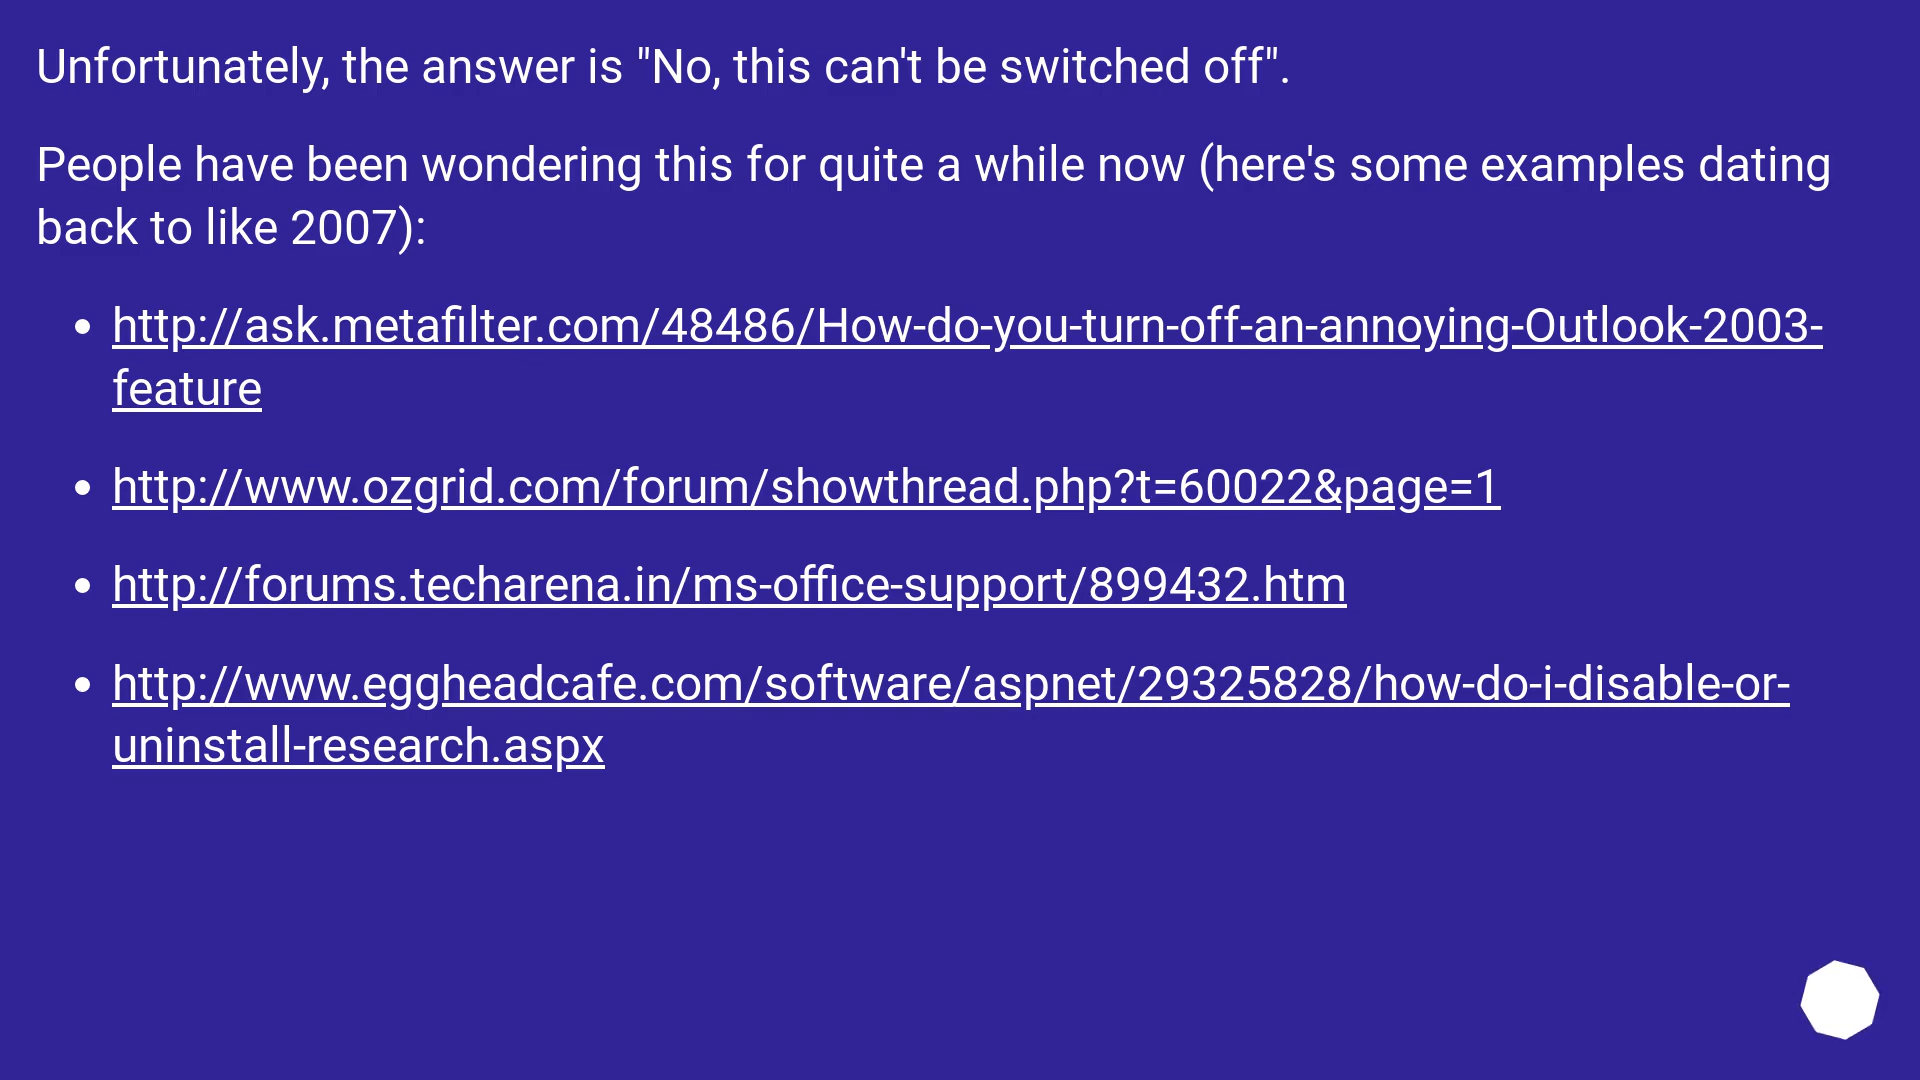 Unfortunately, the answer is "No, this can't be switched off".
People have been wondering this for quite a while now (here's some examples dating
back to like 2007):
• http://ask.metafilter.com/48486/How-do-you-turn-off-an-annoying-Outlook-2003-
feature
• http://www.ozgrid.com/forum/showthread.php?t=60022&page=1
• http://forums.techarena.in/ms-office-support/899432.htm
• http://www.eggheadcafe.com/software/aspnet/29325828/how-do-i-disable-or-
uninstall-research.aspx